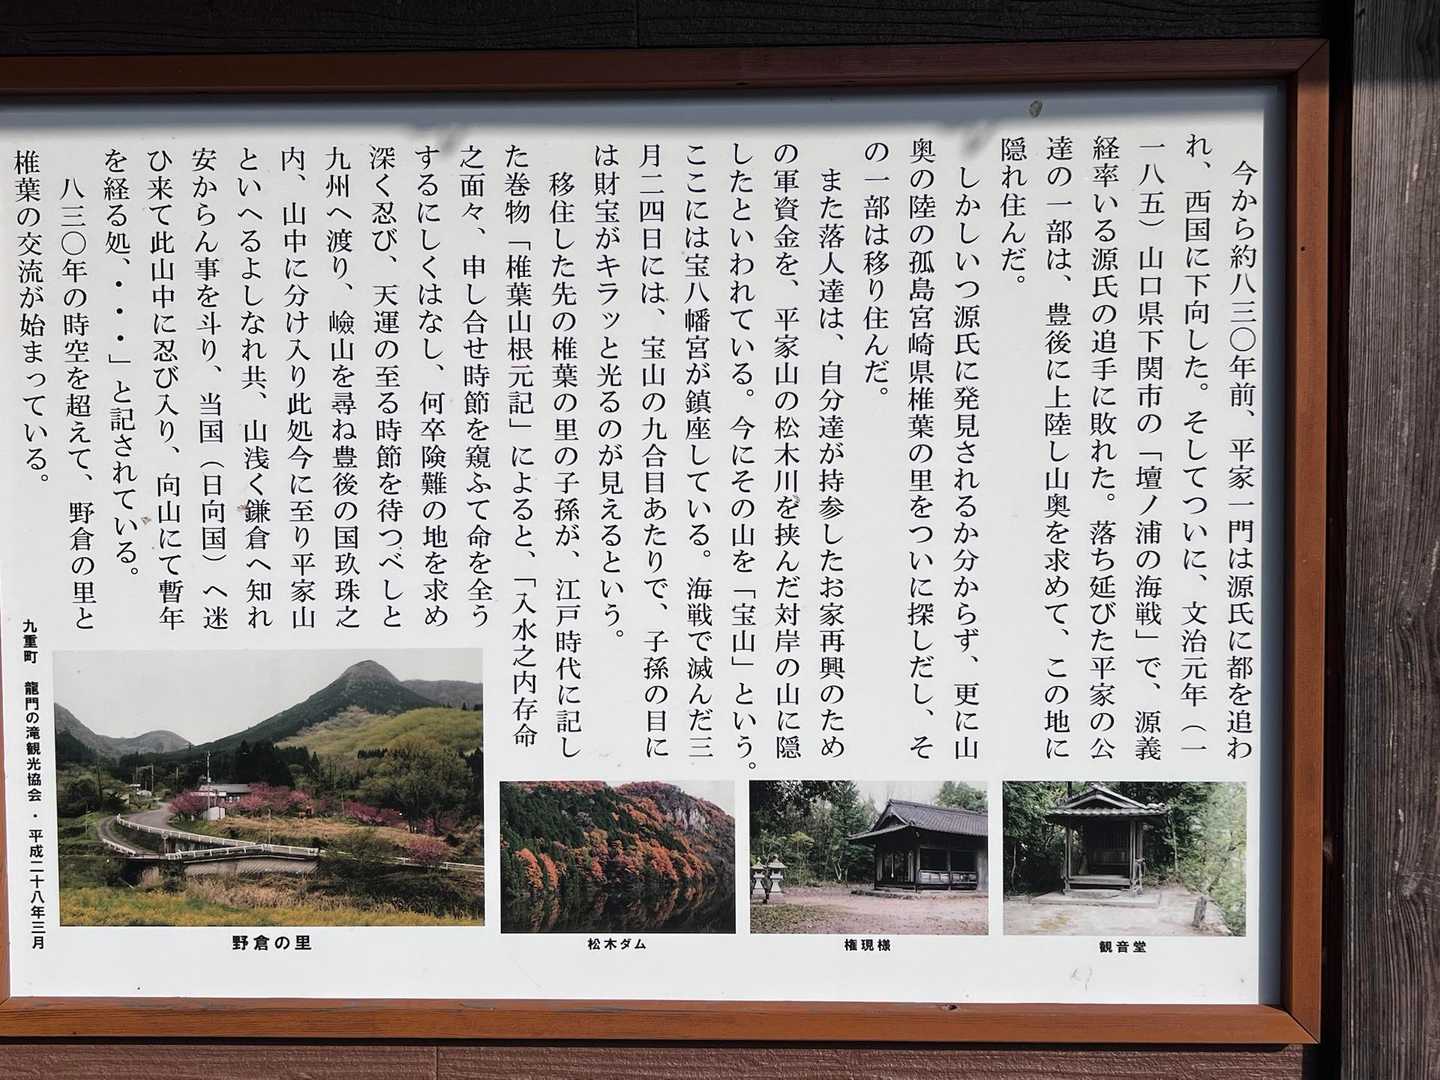 今から約八三〇年前、平家一門は源氏に都を追わ
れ、西国に下向した。そしてついに、文治元年（一
一八五）山口県下関市の「壇ノ浦の海戦」で、源義
経率いる源氏の追手に敗れた。落ち延びた平家の公
達の一部は、豊後に上陸し山奥を求めて、この地に
隠れ住んだ。
しかしいつ源氏に発見されるか分からず、更に山
奥の陸の孤島宮崎県椎葉の里をついに探しだし、そ
の一部は移り住んだ。
また落人達は、自分達が持参したお家再興のため
の軍資金を、平家山の松木川を挟んだ対岸の山に隠
したといわれている。今にその山を「宝山」という。
ここには宝八幡宮が鎮座している。海戦で滅んだ三
月二四日には、宝山の九合目あたりで、子孫の目に
は財宝がキラッと光るのが見えるという。
移住した先の椎葉の里の子孫が、江戸時代に記し
た巻物「椎葉山根元記」によると、「入水之内存命
之面々、申し合せ時節を窺ふて命を全う
するにしくはなし、何卒険難の地を求め
深く忍び、天運の至る時節を待つべしと
九州へ渡り、嶮山を尋ね豊後の国玖珠之
内、山中に分け入り此処今に至り平家山
といへるよしなれ共、山浅く鎌倉へ知れ
安からん事を斗り、当国（日向国）へ迷
ひ来て此山中に忍び入り、向山にて暫年
を経る処、・・・」と記されている。
八三〇年の時空を超えて、野倉の里と
椎葉の交流が始まっている。
九重町 龍門の滝観光協会・平成二十八年三月
野倉の里
松木ダム
権現様
観音堂